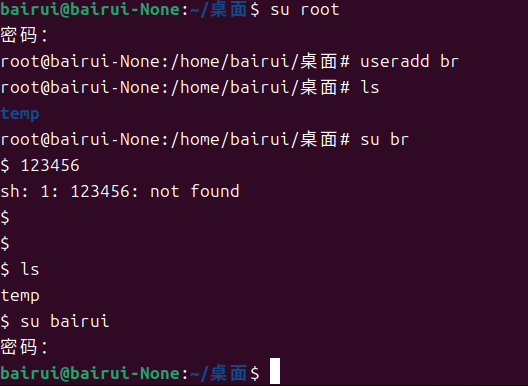 bairui@bairui-None:~/桌面$ su root
密码：
root@bairui-None:/home/bairui/桌面# useradd br
root@bairui-None:/home/bairui/桌面# ls
temp
root@bairui-None:/home/bairui/桌面# su br
$ 123456
sh: 1: 123456: not found
$
$
$ ls
temp
$ su bairui
密码：
bairui@bairui-None:~/桌面$